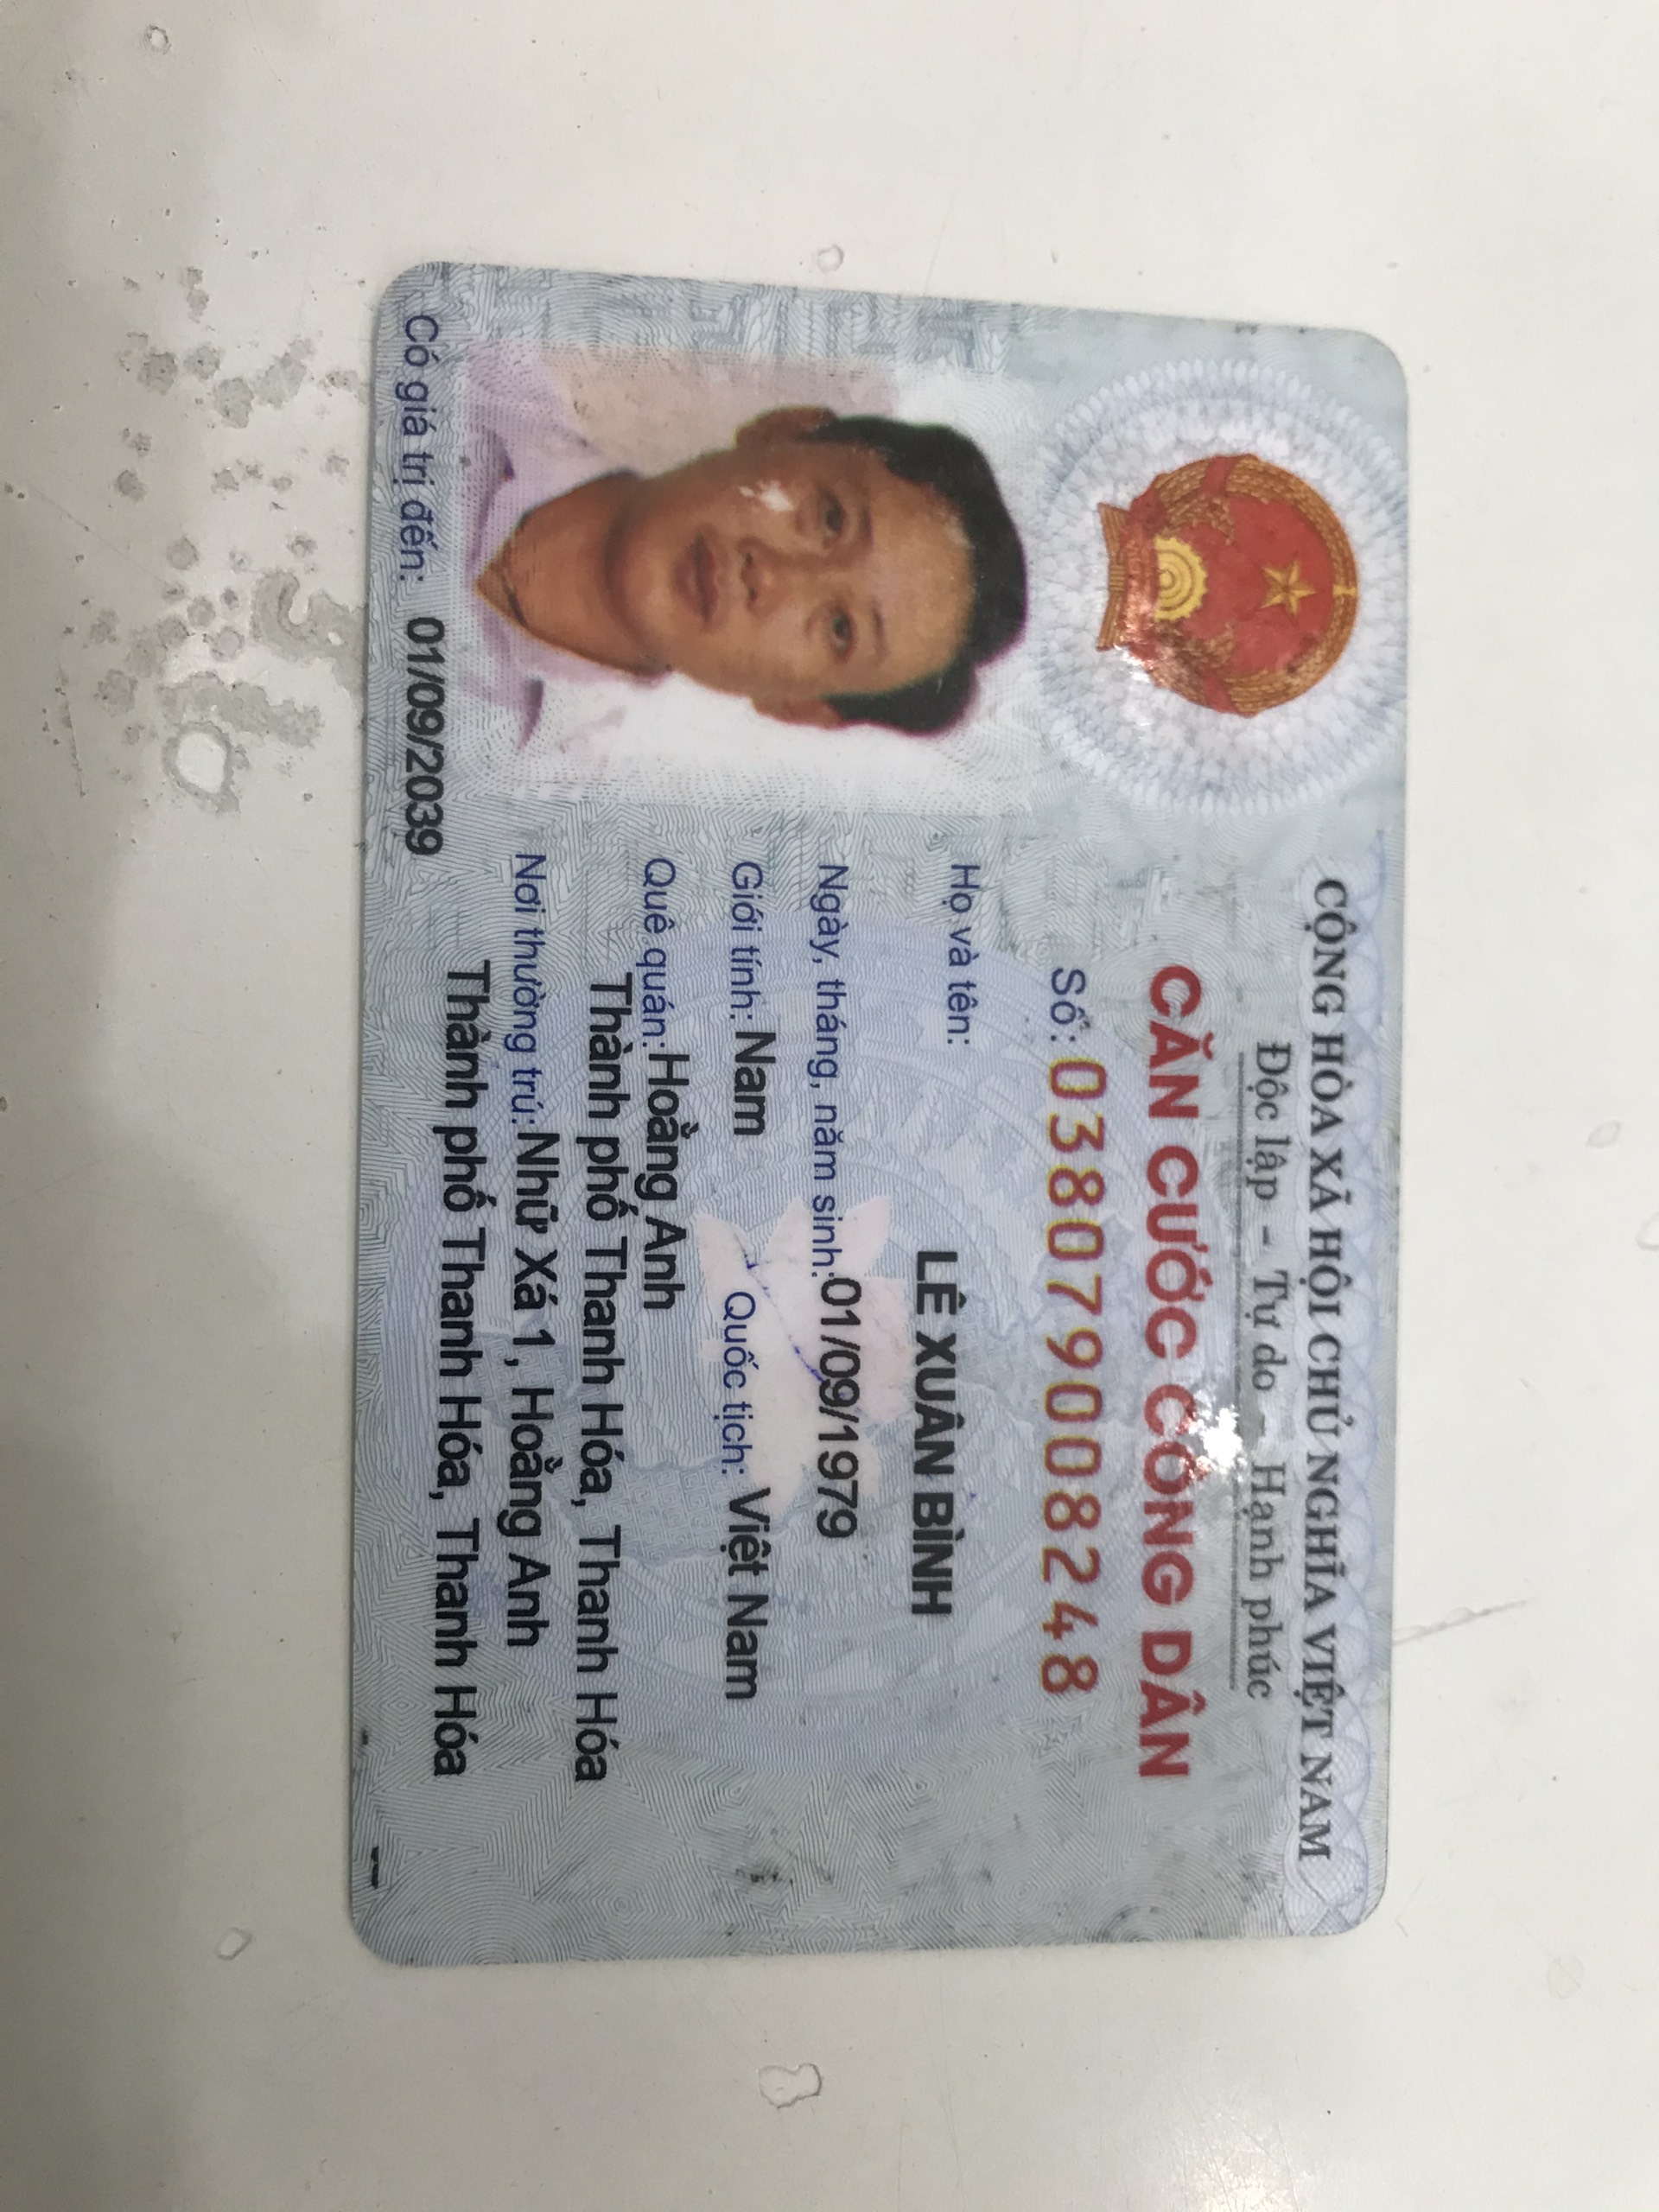 CỘNG HÒA XÃ HỘI CHỦ NGHĨA VIỆT NAM
Độc lập - Tự do - Hạnh phúc
CĂN CƯỚC CÔNG DÂN
Số: 038079008248
Họ và tên:
LÊ XUÂN BÌNH
Ngày, tháng, năm sinh: 01/09/1979
Giới tính: Nam Quốc tịch: Việt Nam
Quê quán: Hoằng Anh
Thành phố Thanh Hóa, Thanh Hóa
Nơi thường trú: Nhữ Xá 1, Hoằng Anh
Thành phố Thanh Hóa, Thanh Hóa
Có giá trị đến: 01/09/2039